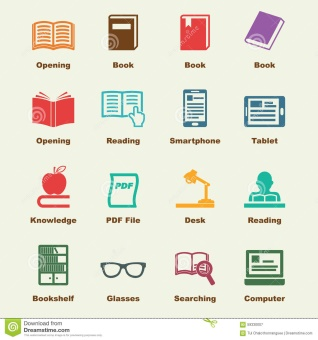 Opening Book Book Book
Opening Reading Smartphone Tablet
PDF
Knowledge PDF File Desk Reading
Bookshelf Glasses Searching Computer
Download from
Dreamstime.com